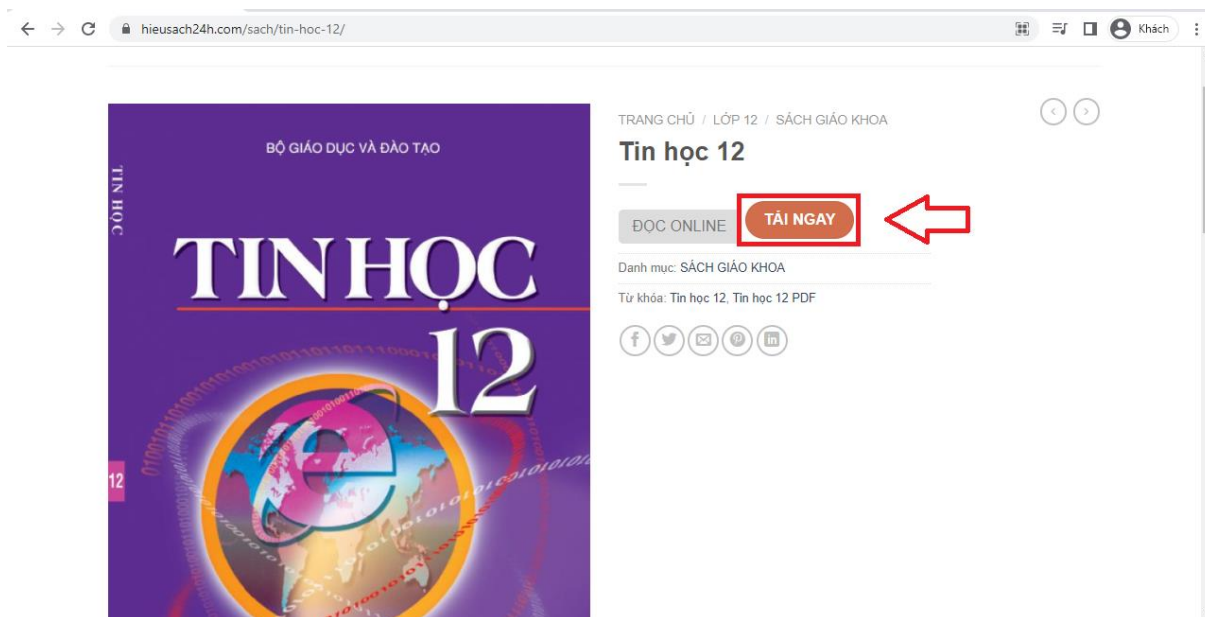 hieusach24h.com/sach/tin-hoc-12/
Khách
TRANG CHỦ / LỚP 12 / SÁCH GIÁO KHOA
Tin học 12
ĐỌC ONLINE
TẢI NGAY
Danh mục: SÁCH GIÁO KHOA
Từ khóa: Tin học 12, Tin học 12 PDF
BỘ GIÁO DỤC VÀ ĐÀO TẠO
TIN HỌC
TIN HỌC
12
12